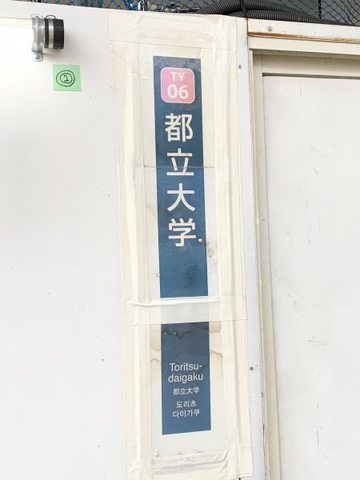 TY
06
都立大学
Toritsu-
daigaku
都立大学
도리츠
다이가쿠